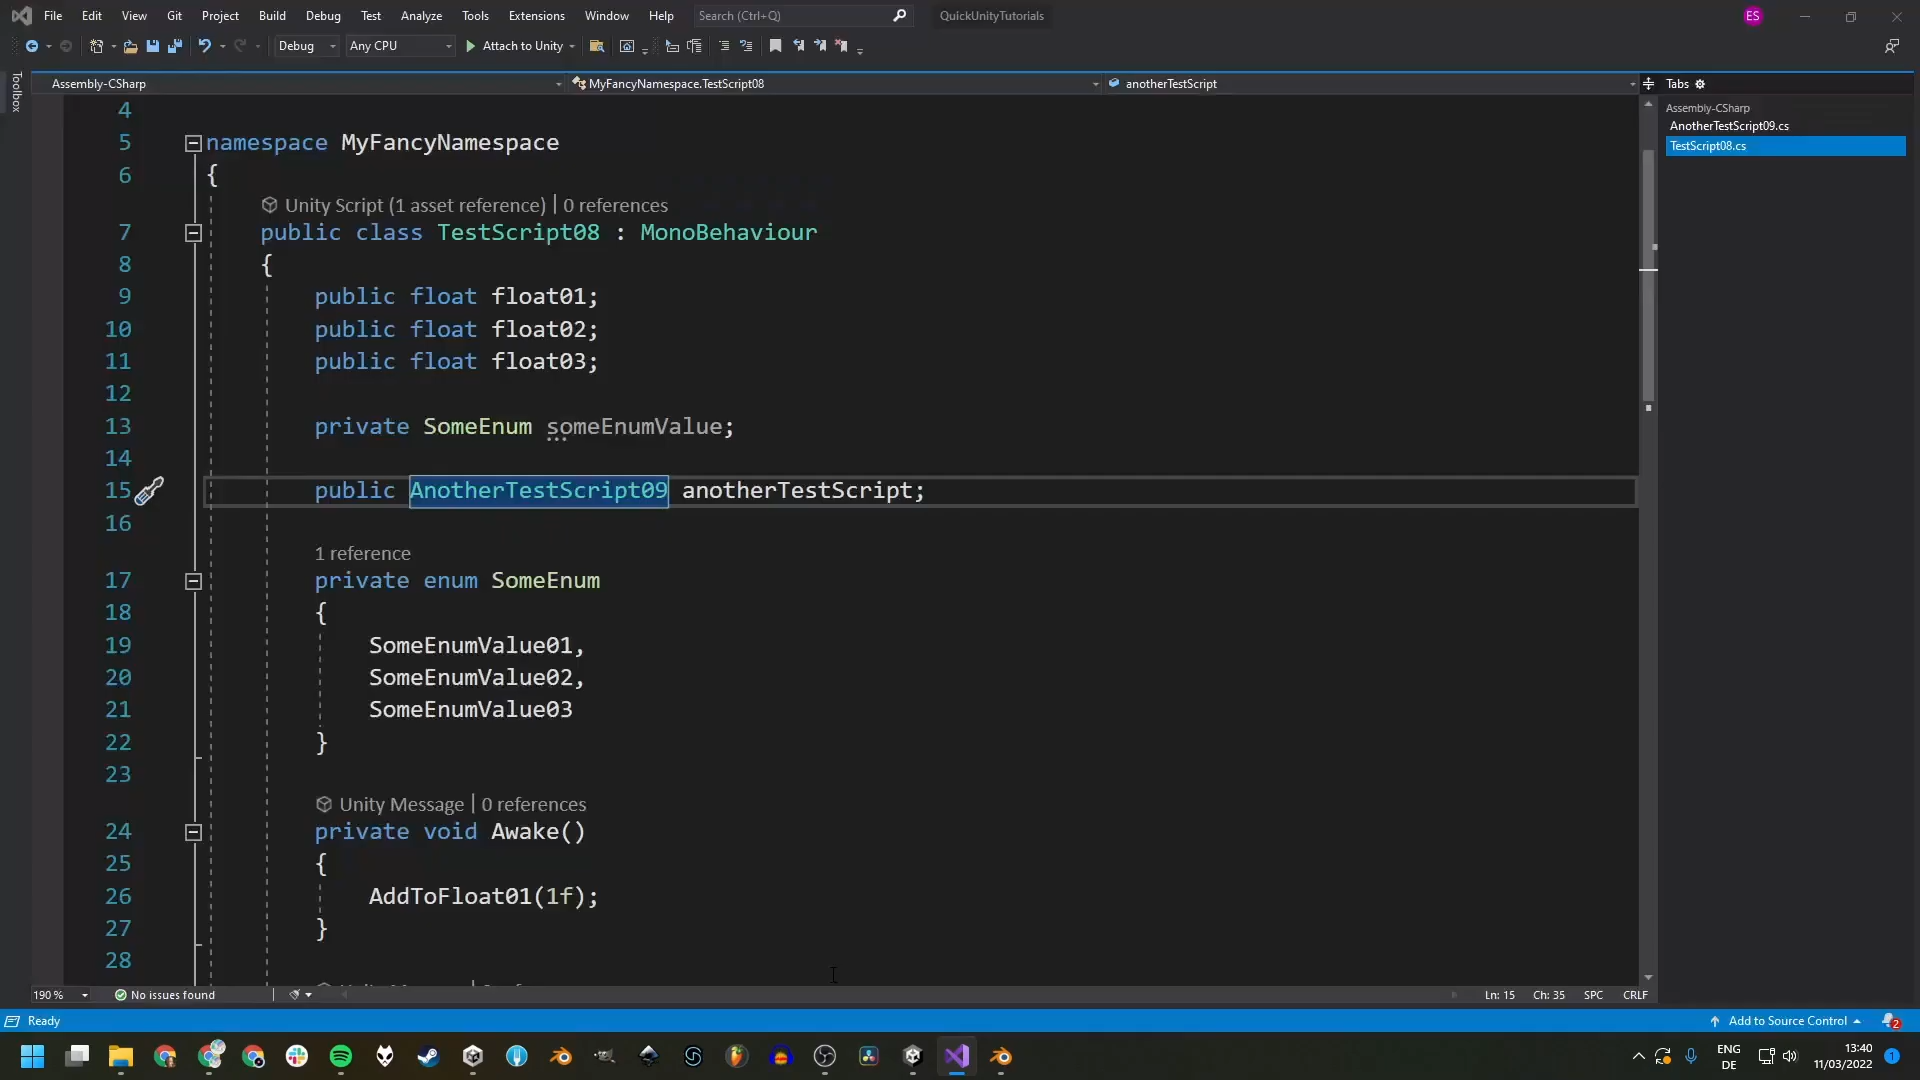 File Edit View Git Project Build Debug Test Analyze Tools Extensions Window Help Search (Ctrl+Q) QuickUnityTutorials ES
Debug Any CPU Attach to Unity
Toolbox
Assembly-CSharp MyFancyNamespace.TestScript08 anotherTestScript Tabs
Assembly-CSharp
AnotherTestScript09.cs
TestScript08.cs
4
5 namespace MyFancyNamespace
6 {
Unity Script (1 asset reference) | 0 references
7 public class TestScript08 : MonoBehaviour
8 {
9 public float float01;
10 public float float02;
11 public float float03;
12
13 private SomeEnum someEnumValue;
14
15 public AnotherTestScript09 anotherTestScript;
16
1 reference
17 private enum SomeEnum
18 {
19 SomeEnumValue01,
20 SomeEnumValue02,
21 SomeEnumValue03
22 }
23
Unity Message | 0 references
24 private void Awake()
25 {
26 AddToFloat01(1f);
27 }
28
190 % No issues found Ln: 15 Ch: 35 SPC CRLF
Ready Add to Source Control 2
ENG
DE
13:40
11/03/2022
1